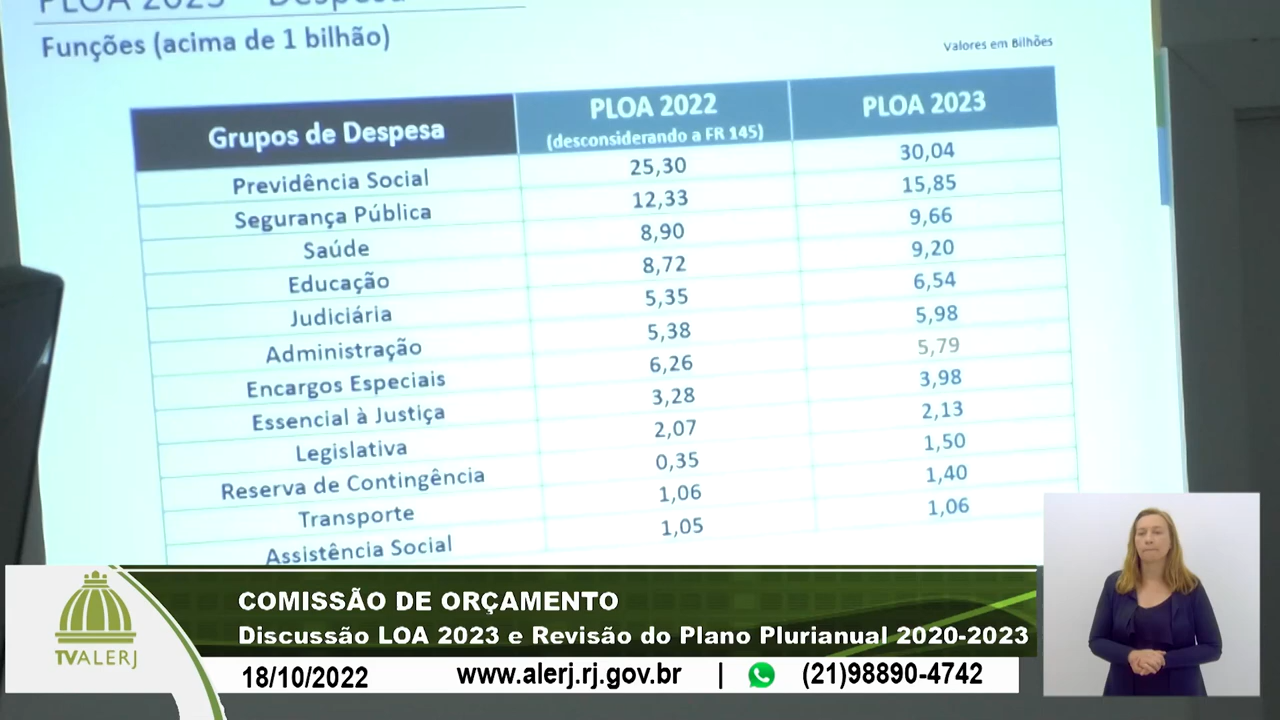 PLOA 2023 - Despesa
Funções (acima de 1 bilhão)
Valores em Bilhões
Grupos de Despesa PLOA 2022 PLOA 2023
(desconsiderando a FR 145)
Previdência Social 25,30 30,04
Segurança Pública 12,33 15,85
Saúde 8,90 9,66
Educação 8,72 9,20
Judiciária 5,35 6,54
Administração 5,38 5,98
Encargos Especiais 6,26 5,79
Essencial à Justiça 3,28 3,98
Legislativa 2,07 2,13
Reserva de Contingência 0,35 1,50
Transporte 1,06 1,40
Assistência Social 1,05 1,06
COMISSÃO DE ORÇAMENTO
Discussão LOA 2023 e Revisão do Plano Plurianual 2020-2023
TVALERJ
18/10/2022 www.alerj.rj.gov.br | (21)98890-4742